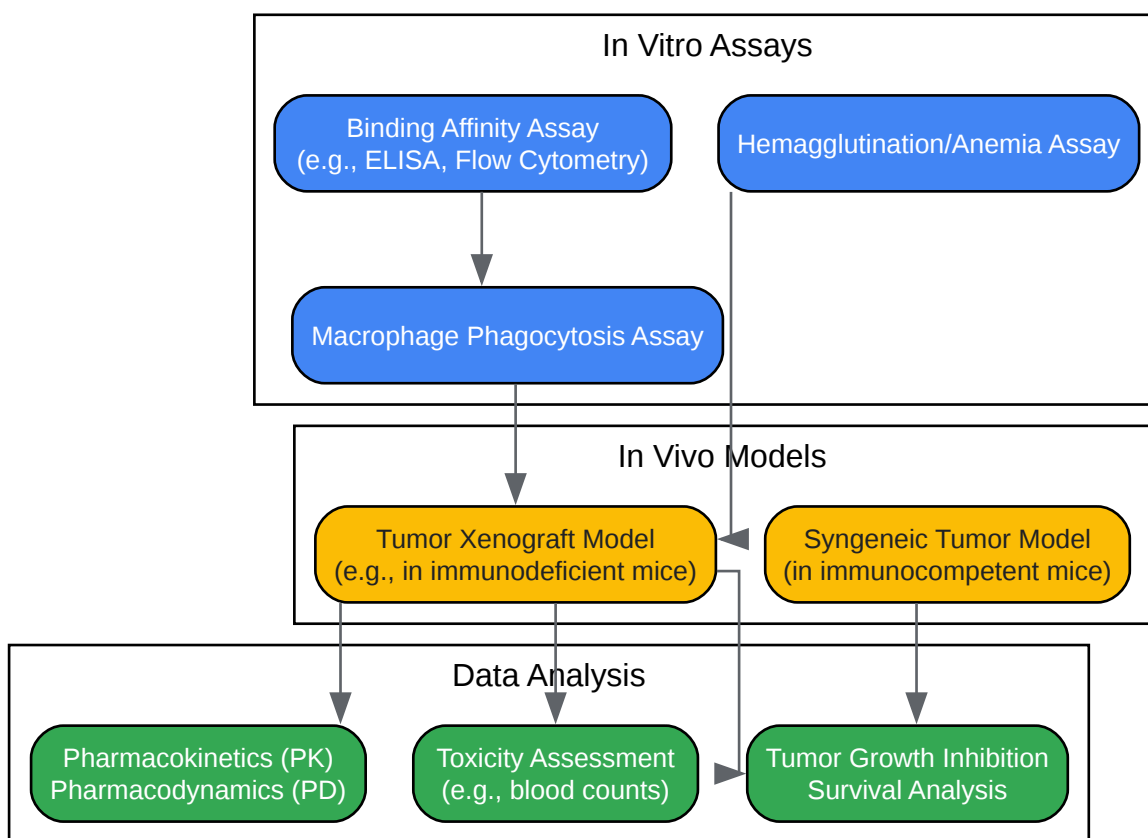 In Vitro Assays
Binding Affinity Assay
(e.g., ELISA, Flow Cytometry)
Hemagglutination/Anemia Assay
Macrophage Phagocytosis Assay
In Vivo Models
Tumor Xenograft Model
(e.g., in immunodeficient mice)
Syngeneic Tumor Model
(in immunocompetent mice)
Data Analysis
Pharmacokinetics (PK)
Pharmacodynamics (PD)
Toxicity Assessment
(e.g., blood counts)
Tumor Growth Inhibition
Survival Analysis